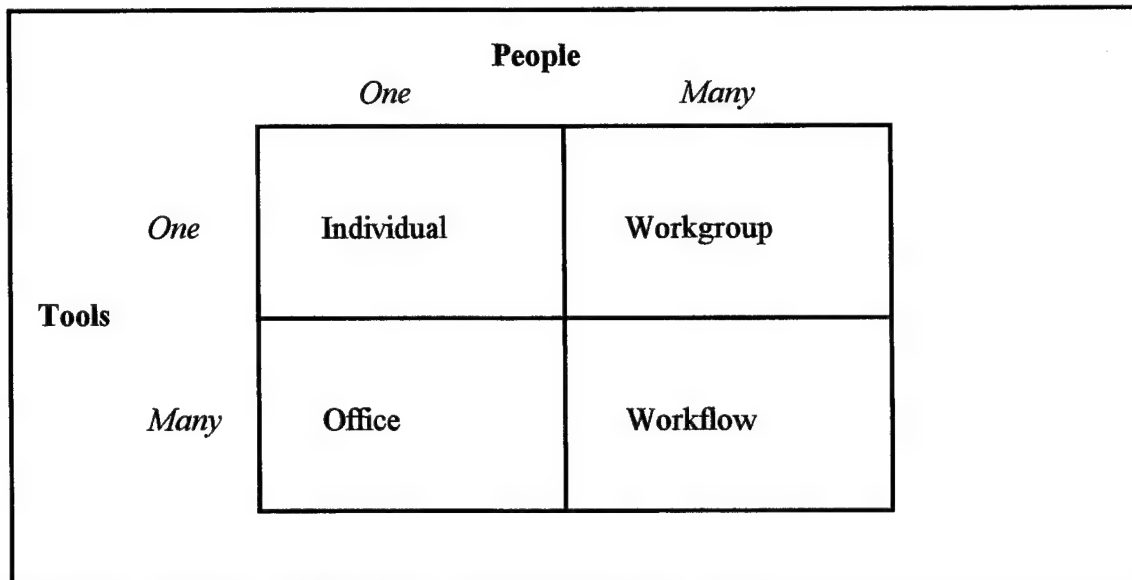 People
One Many
One Individual Workgroup
Tools
Many Office Workflow